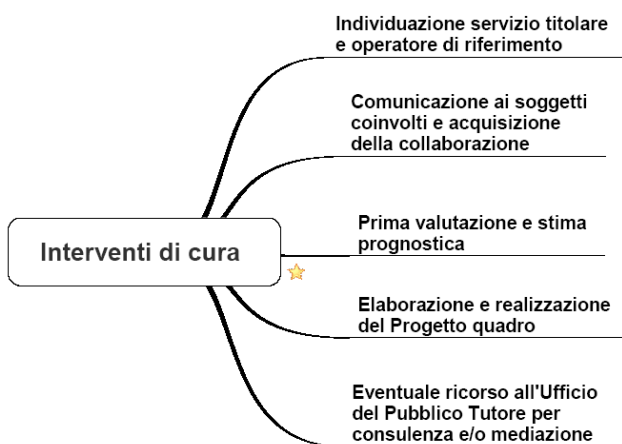 Individuazione servizio titolare
e operatore di riferimento
Comunicazione ai soggetti
coinvolti e acquisizione
della collaborazione
Interventi di cura
Prima valutazione e stima
prognostica
Elaborazione e realizzazione
del Progetto quadro
Eventuale ricorso all'Ufficio
del Pubblico Tutore per
consulenza e/o mediazione